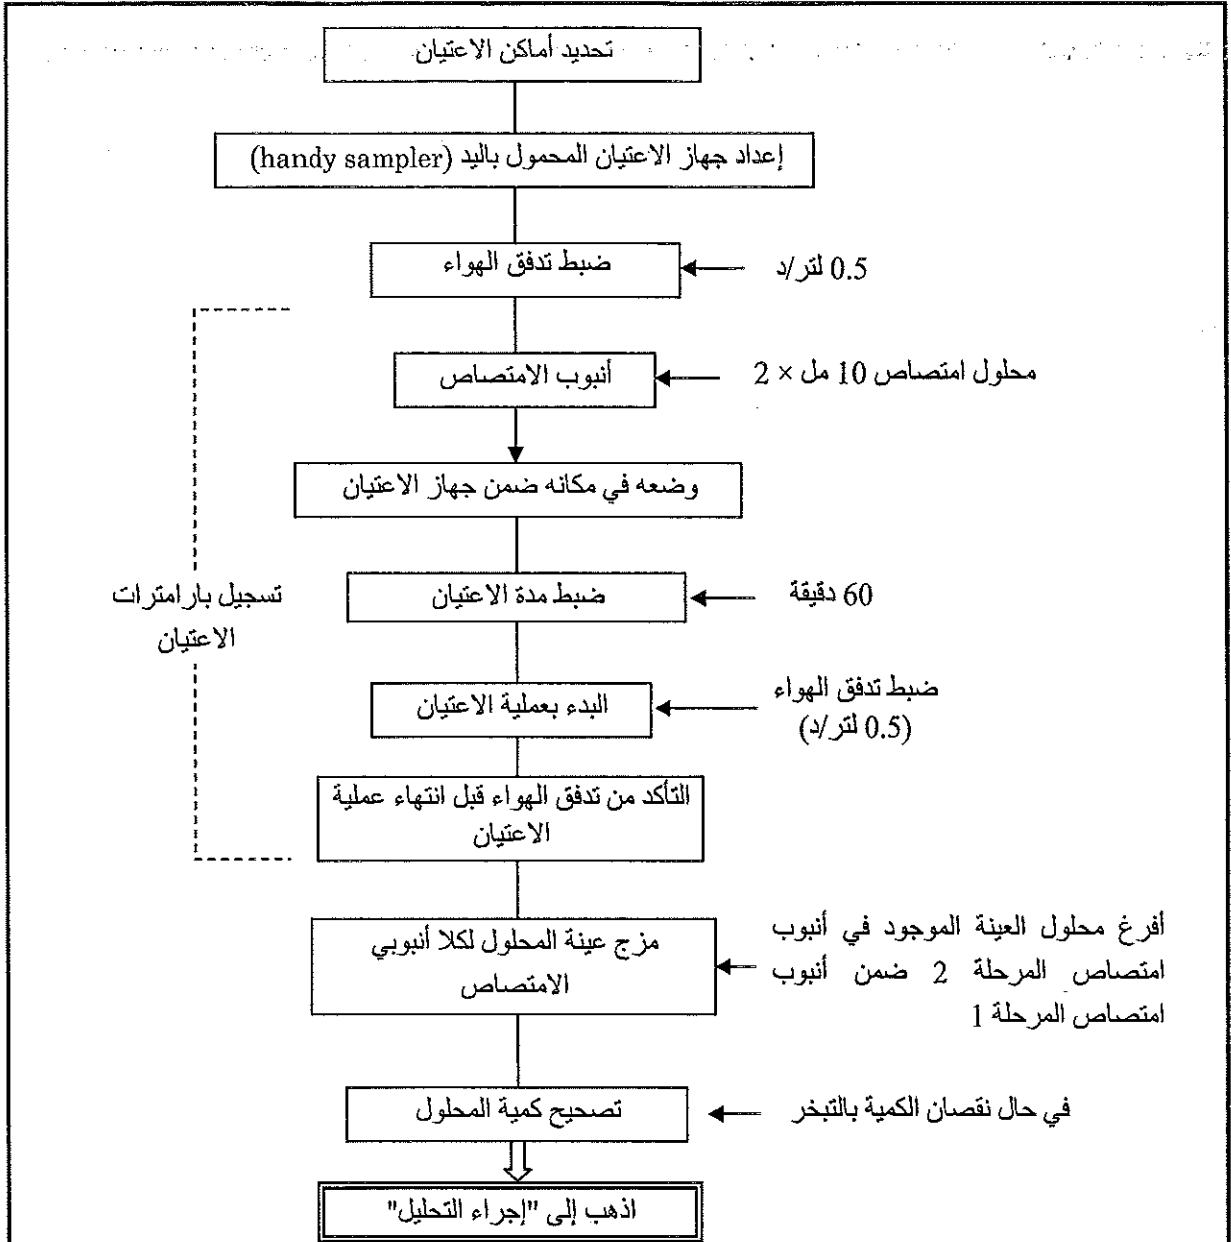 تحديد أماكن الاعتيان
إعداد جهاز الاعتيان المحمول باليد (handy sampler)
ضبط تدفق الهواء
0.5 لتر/د
أنبوب الامتصاص
محلول امتصاص 10 مل × 2
وضعه في مكانه ضمن جهاز الاعتيان
تسجيل بارامترات
الاعتيان
ضبط مدة الاعتيان
60 دقيقة
البدء بعملية الاعتيان
ضبط تدفق الهواء
(0.5 لتر/د)
التأكد من تدفق الهواء قبل انتهاء عملية
الاعتيان
مزج عينة المحلول لكلا أنبوبي
الامتصاص
أفرغ محلول العينة الموجود في أنبوب
امتصاص المرحلة 2 ضمن أنبوب
امتصاص المرحلة 1
تصحيح كمية المحلول
في حال نقصان الكمية بالتبخر
اذهب إلى "إجراء التحليل"